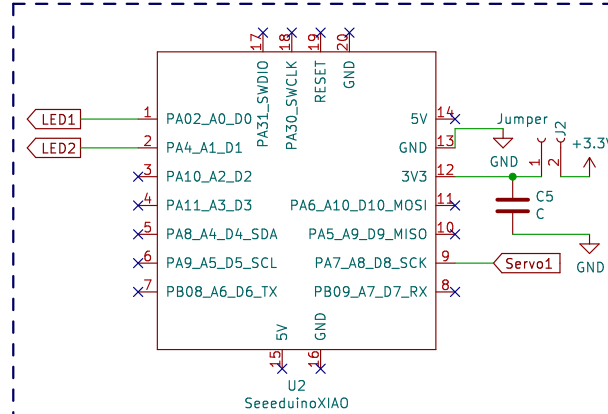 17
18
19
20
PA31_SWDIO
PA30_SWCLK
RESET
GND
LED1
1
PA02_A0_D0
5V
14
Jumper
J2
LED2
2
PA4_A1_D1
GND
13
GND
1
2
+3.3V
3
PA10_A2_D2
3V3
12
4
PA11_A3_D3
PA6_A10_D10_MOSI
11
C5
C
5
PA8_A4_D4_SDA
PA5_A9_D9_MISO
10
6
PA9_A5_D5_SCL
PA7_A8_D8_SCK
9
Servo1
GND
7
PB08_A6_D6_TX
PB09_A7_D7_RX
8
5V
GND
15
16
U2
SeeeduinoXIAO